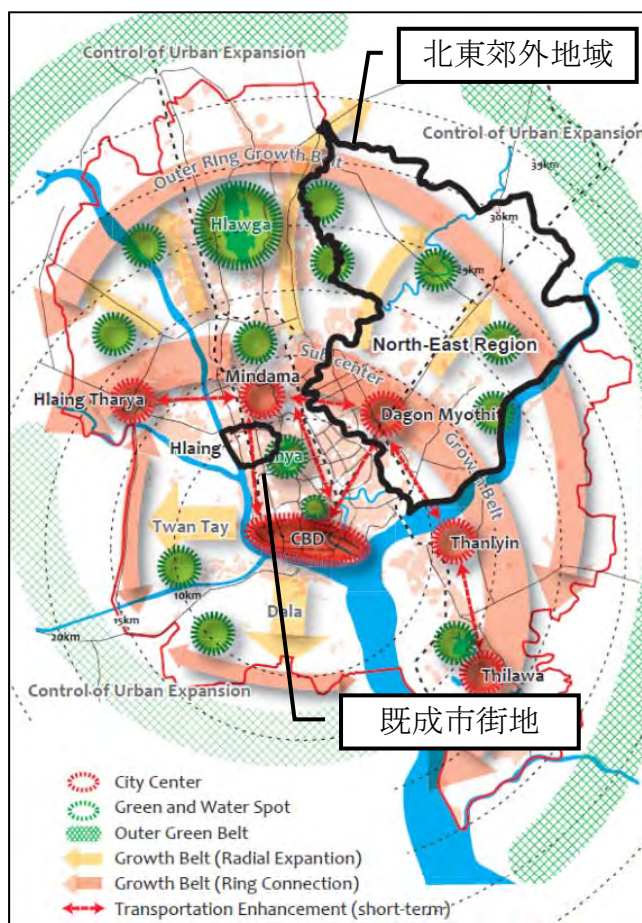 Control of Urban Expansion
北東郊外地域
Control of Urban Expansion
Outer Ring Growth Belt
35km
30km
Hlawga
25km
North-East Region
Sub-center
Mindama
Hlaing Tharya
Dagon Myothit
Hlaing
Growth Belt
Twan Tay
CBD
Thanlyin
10km
Dala
15km
20km
Control of Urban Expansion
Thilawa
既成市街地
City Center
Green and Water Spot
Outer Green Belt
Growth Belt (Radial Expantion)
Growth Belt (Ring Connection)
Transportation Enhancement (short-term)